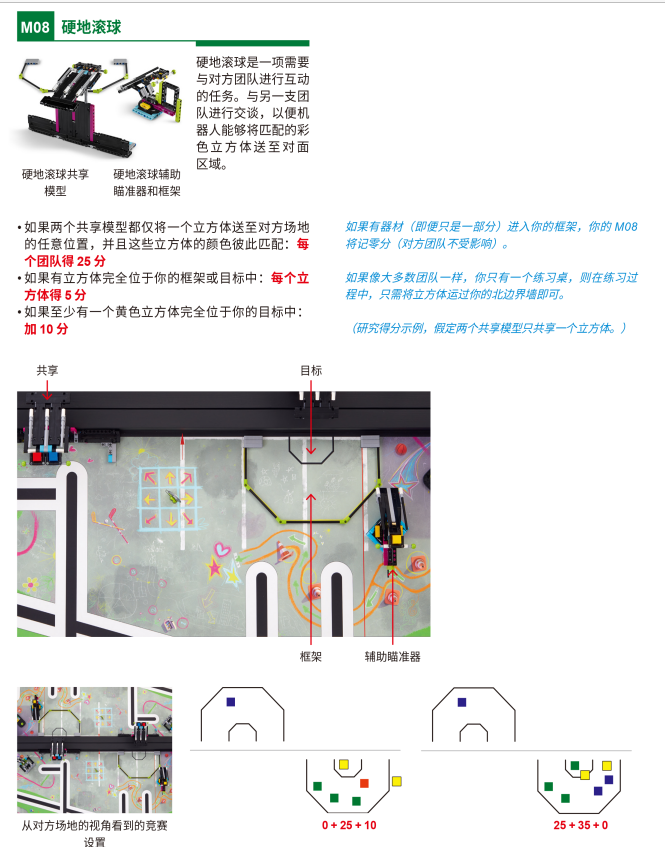 M08 硬地滚球
硬地滚球是一项需要
与对方团队进行互动
的任务。与另一支团
队进行交谈，以便机
器人能够将匹配的彩
色立方体送至对面
区域。
硬地滚球共享
模型
硬地滚球辅助
瞄准器和框架
• 如果两个共享模型都仅将一个立方体送至对方场地
的任意位置，并且这些立方体的颜色彼此匹配：每
个团队得 25 分
• 如果有立方体完全位于你的框架或目标中：每个立
方体得 5 分
• 如果至少有一个黄色立方体完全位于你的目标中：
加 10 分
如果有器材（即便只是一部分）进入你的框架，你的 M08
将记零分（对方团队不受影响）。
如果像大多数团队一样，你只有一个练习桌，则在练习过
程中，只需将立方体运过你的北边界墙即可。
（研究得分示例，假定两个共享模型只共享一个立方体。）
共享
目标
框架
辅助瞄准器
从对方场地的视角看到的竞赛
设置
0 + 25 + 10
25 + 35 + 0